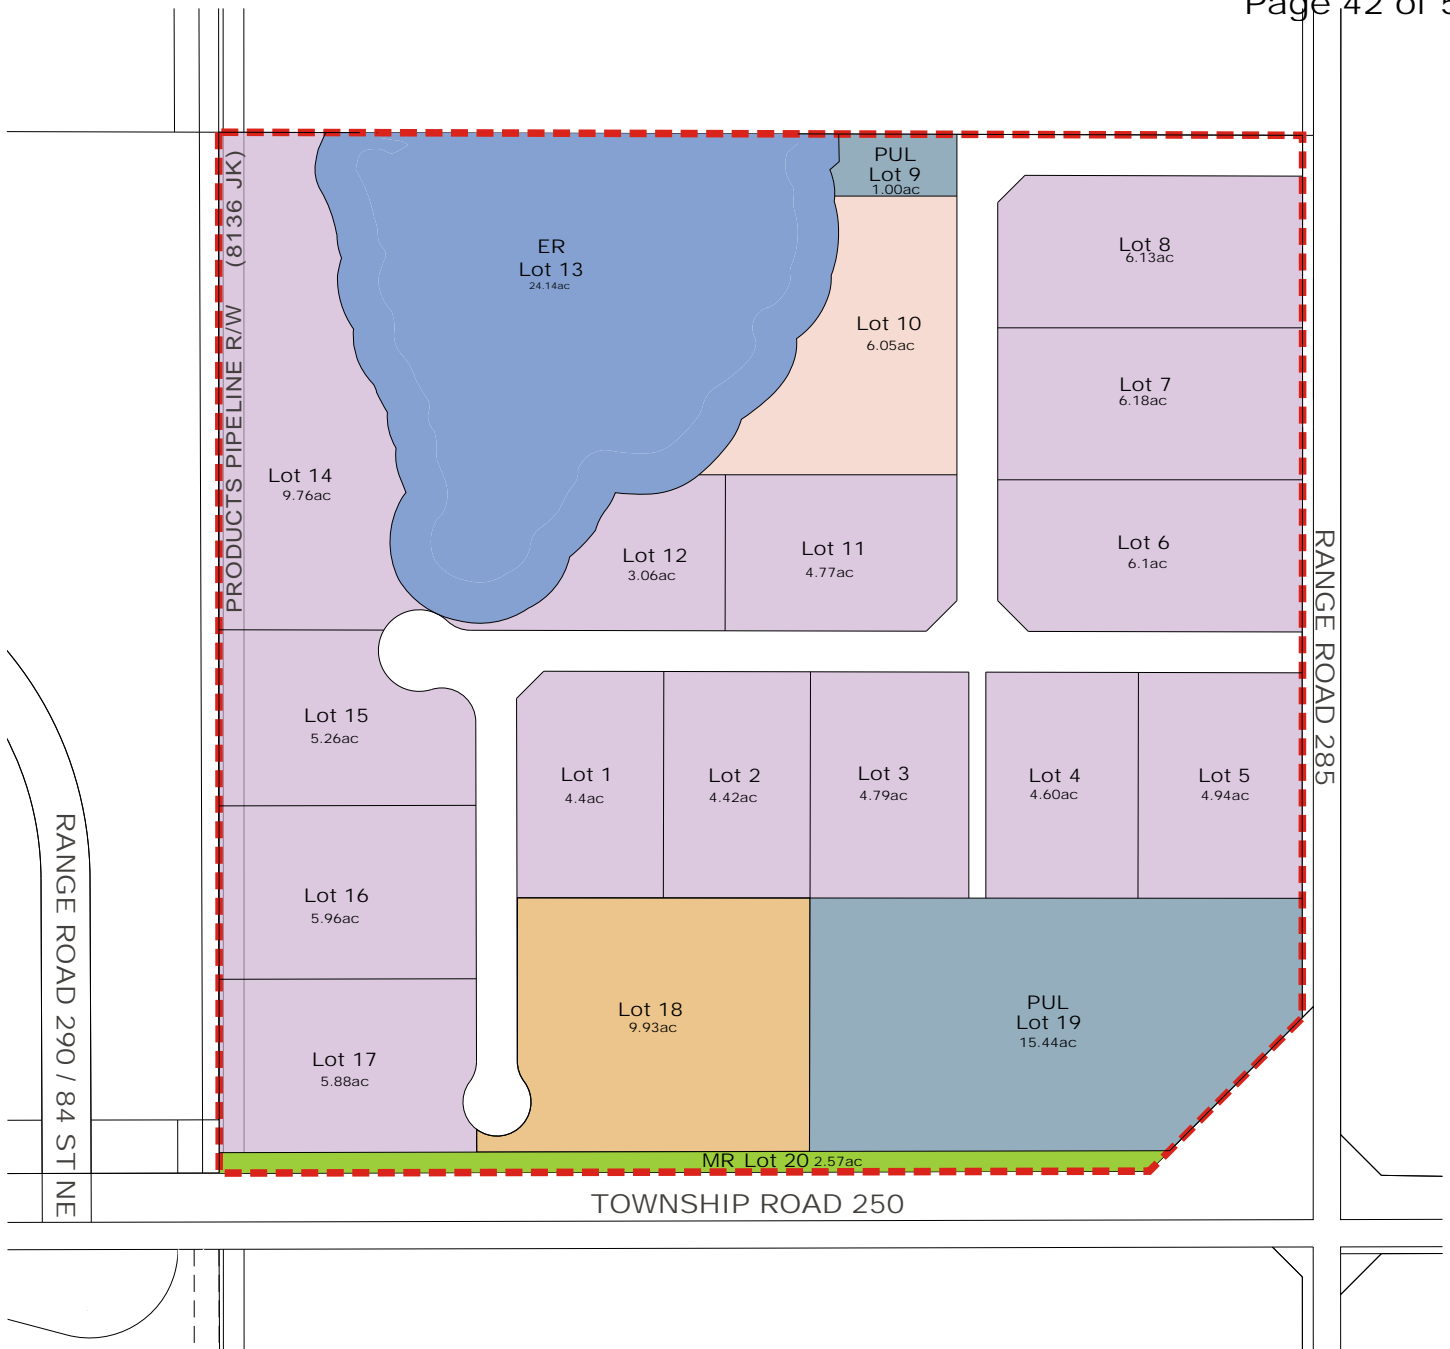 Page 42 of 5
PUL
Lot 9
1.00ac
ER
Lot 13
24.14ac
Lot 8
6.13ac
Lot 10
6.05ac
Lot 7
6.18ac
PRODUCTS PIPELINE R/W (8136 JK)
Lot 14
9.76ac
Lot 12
3.06ac
Lot 11
4.77ac
Lot 6
6.1ac
RANGE ROAD 285
Lot 15
5.26ac
Lot 1
4.4ac
Lot 2
4.42ac
Lot 3
4.79ac
Lot 4
4.60ac
Lot 5
4.94ac
RANGE ROAD 290 / 84 ST NE
Lot 16
5.96ac
Lot 18
9.93ac
PUL
Lot 19
15.44ac
Lot 17
5.88ac
MR Lot 20 2.57ac
TOWNSHIP ROAD 250